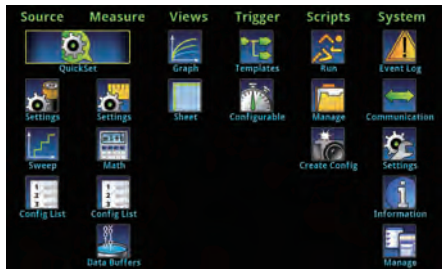 Source Measure Views Trigger Scripts System
QuickSet Graph Templates Run Event Log
Settings Settings Sheet Configurable Manage Communication
Sweep Math Create Config Settings
Config List Config List Information
Data Buffers Manage